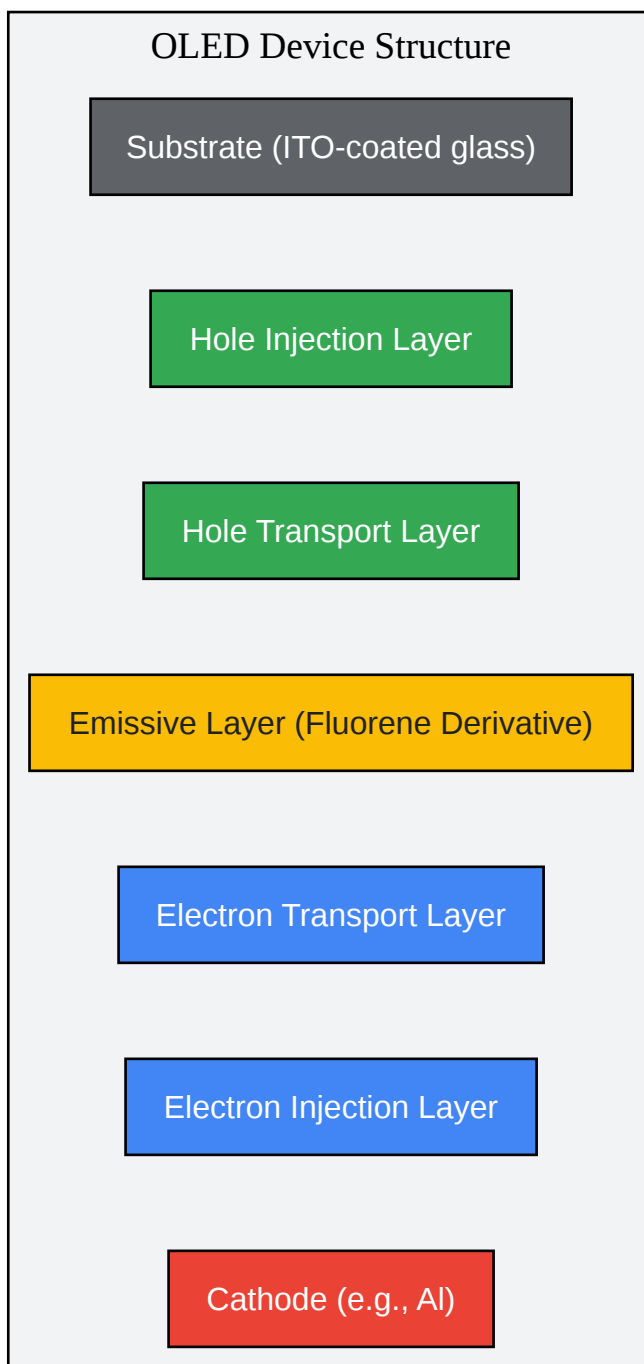 OLED Device Structure
Substrate (ITO-coated glass)
Hole Injection Layer
Hole Transport Layer
Emissive Layer (Fluorene Derivative)
Electron Transport Layer
Electron Injection Layer
Cathode (e.g., Al)